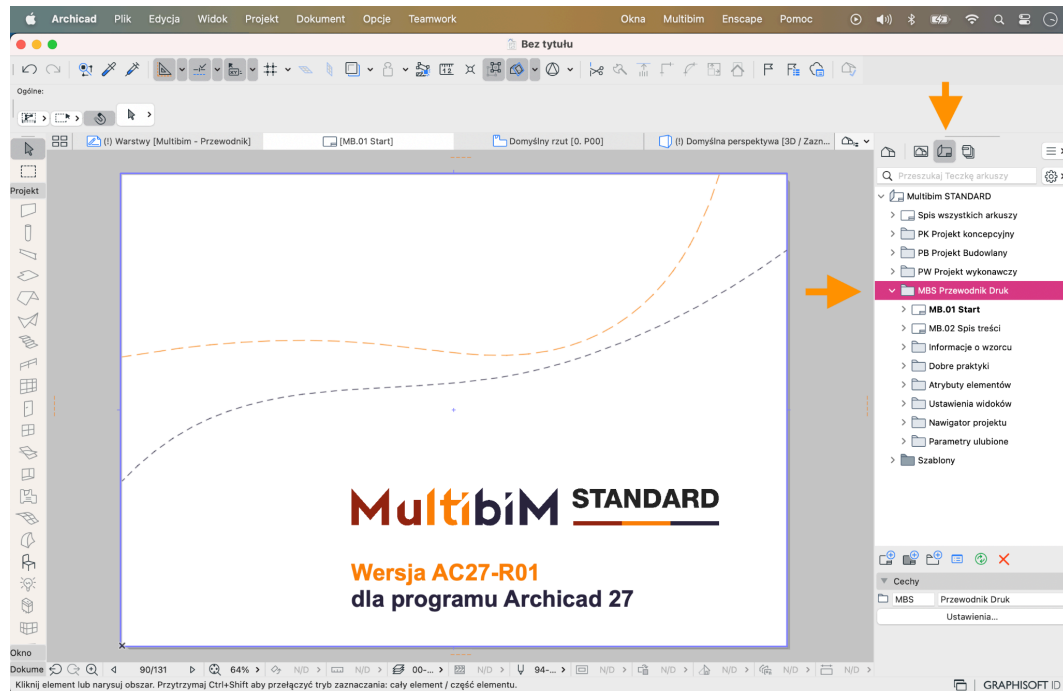 Archicad Plik Edycja Widok Projekt Dokument Opcje Teamwork Okna Multibim Enscape Pomoc
Bez tytułu
Ogólne:
(!) Warstwy [Multibim - Przewodnik]
[MB.01 Start]
Domyślny rzut [0. P00]
(!) Domyślna perspektywa [3D / Zazn...
Projekt
Przeszukaj Teczkę arkuszy
Multibim STANDARD
Spis wszystkich arkuszy
PK Projekt koncepcyjny
PB Projekt Budowlany
PW Projekt wykonawczy
MBS Przewodnik Druk
MB.01 Start
MB.02 Spis treści
Informacje o wzorcu
Dobre praktyki
Atrybuty elementów
Ustawienia widoków
Nawigator projektu
Parametry ulubione
Szablony
MultibiM STANDARD
Wersja AC27-R01
dla programu Archicad 27
Cechy
MBS Przewodnik Druk
Ustawienia...
Okno
Dokume 90/131 64% N/D N/D 00-... N/D 94-... N/D N/D N/D N/D N/D
Kliknij element lub narysuj obszar. Przytrzymaj Ctrl+Shift aby przełączyć tryb zaznaczania: cały element / część elementu.
GRAPHISOFT ID